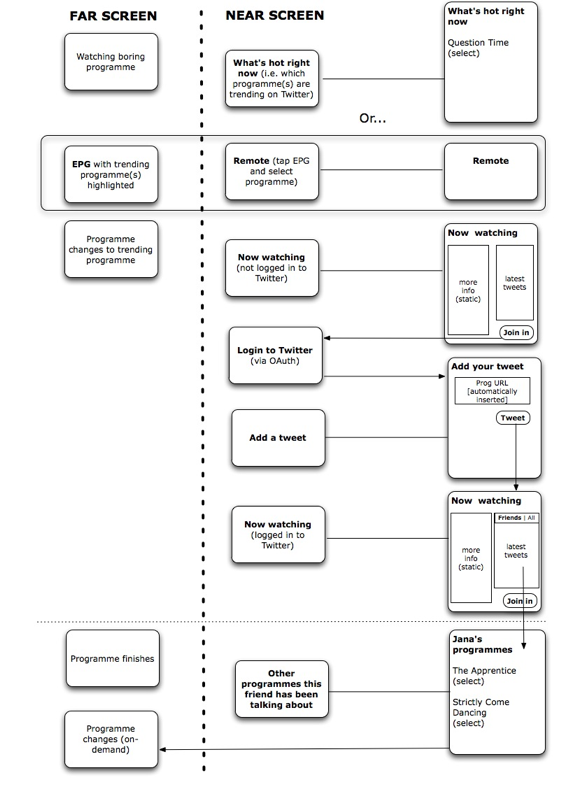 FAR SCREEN
NEAR SCREEN
Watching boring
programme
What's hot right
now (i.e. which
programme(s) are
trending on Twitter)
What's hot right
now
Question Time
(select)
Or...
EPG with trending
programme(s)
highlighted
Remote (tap EPG
and select
programme)
Remote
Programme
changes to trending
programme
Now watching
(not logged in to
Twitter)
Now watching
more
info
(static)
latest
tweets
Join in
Login to Twitter
(via OAuth)
Add your tweet
Prog URL
[automatically
inserted]
Tweet
Add a tweet
Now watching
(logged in to
Twitter)
Now watching
Friends | All
more
info
(static)
latest
tweets
Join in
Programme finishes
Other
programmes this
friend has been
talking about
Jana's
programmes
The Apprentice
(select)
Strictly Come
Dancing
(select)
Programme
changes (on-
demand)